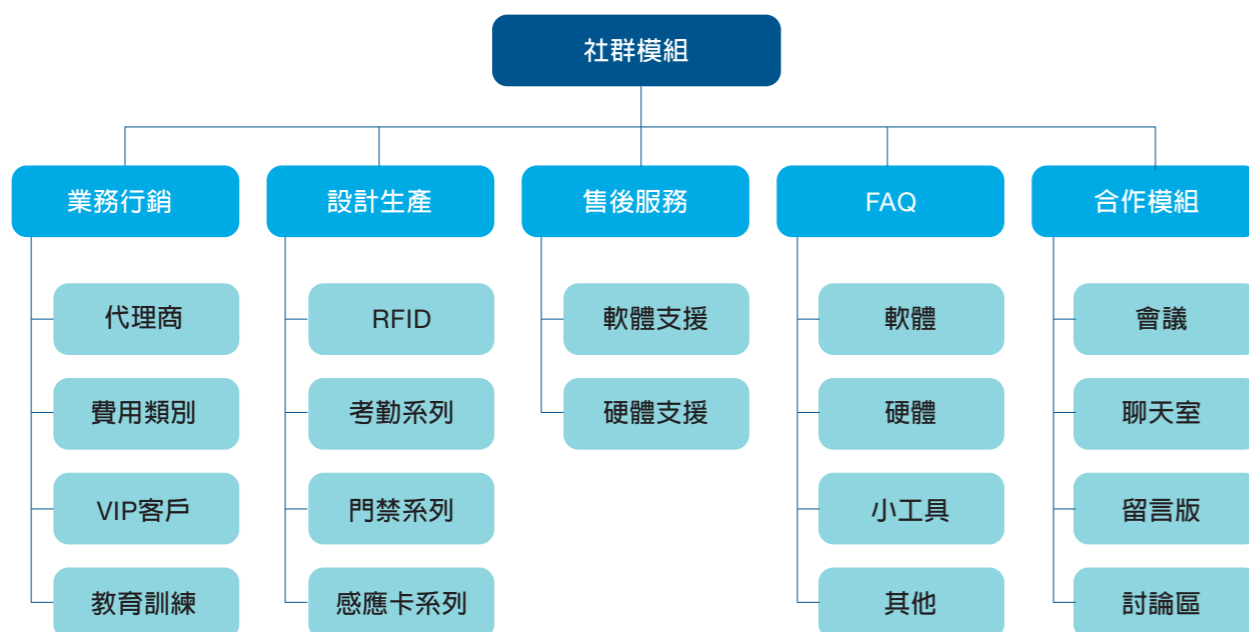 社群模組
業務行銷
設計生產
售後服務
FAQ
合作模組
代理商
RFID
軟體支援
軟體
會議
費用類別
考勤系列
硬體支援
硬體
聊天室
VIP客戶
門禁系列
小工具
留言版
教育訓練
感應卡系列
其他
討論區